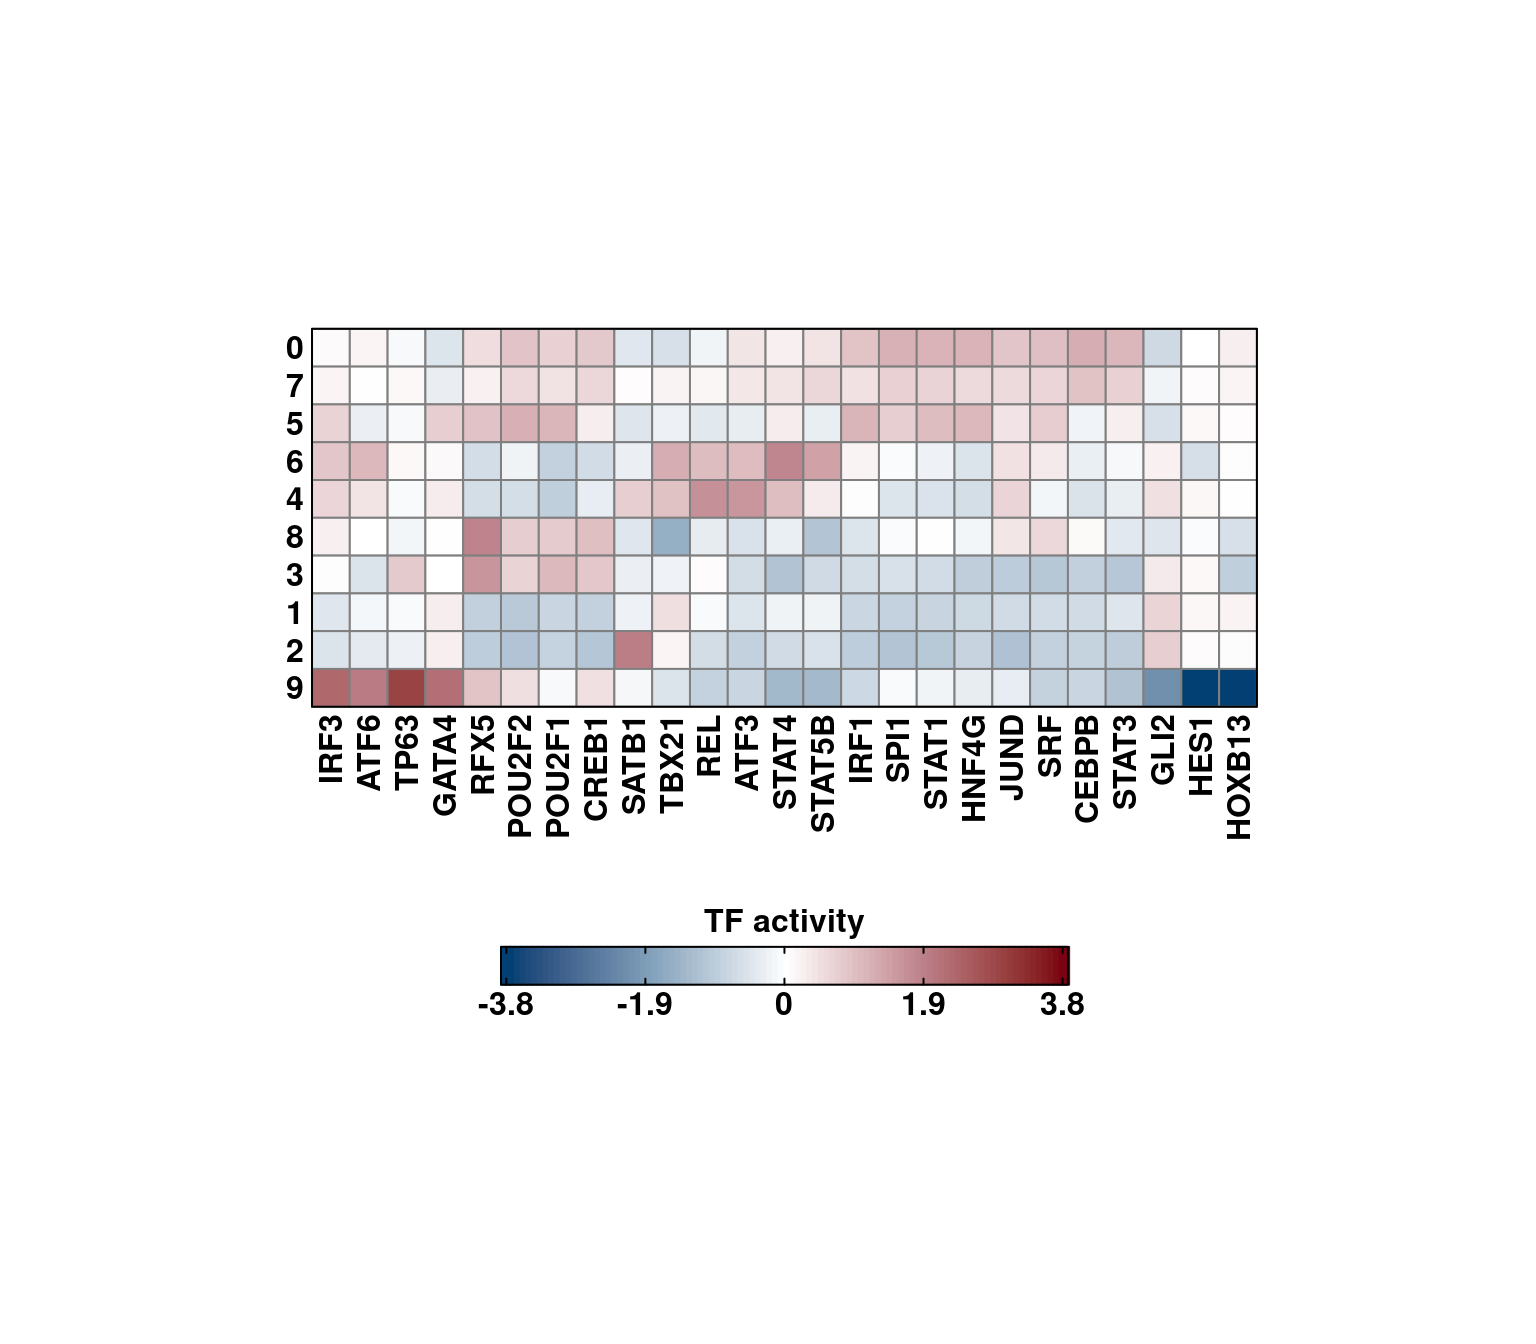 0
7
5
6
4
8
3
1
2
9
IRF3
ATF6
TP63
GATA4
RFX5
POU2F2
POU2F1
CREB1
SATB1
TBX21
REL
ATF3
STAT4
STAT5B
IRF1
SPI1
STAT1
HNF4G
JUND
SRF
CEBPB
STAT3
GLI2
HES1
HOXB13
TF activity
-3.8 -1.9 0 1.9 3.8